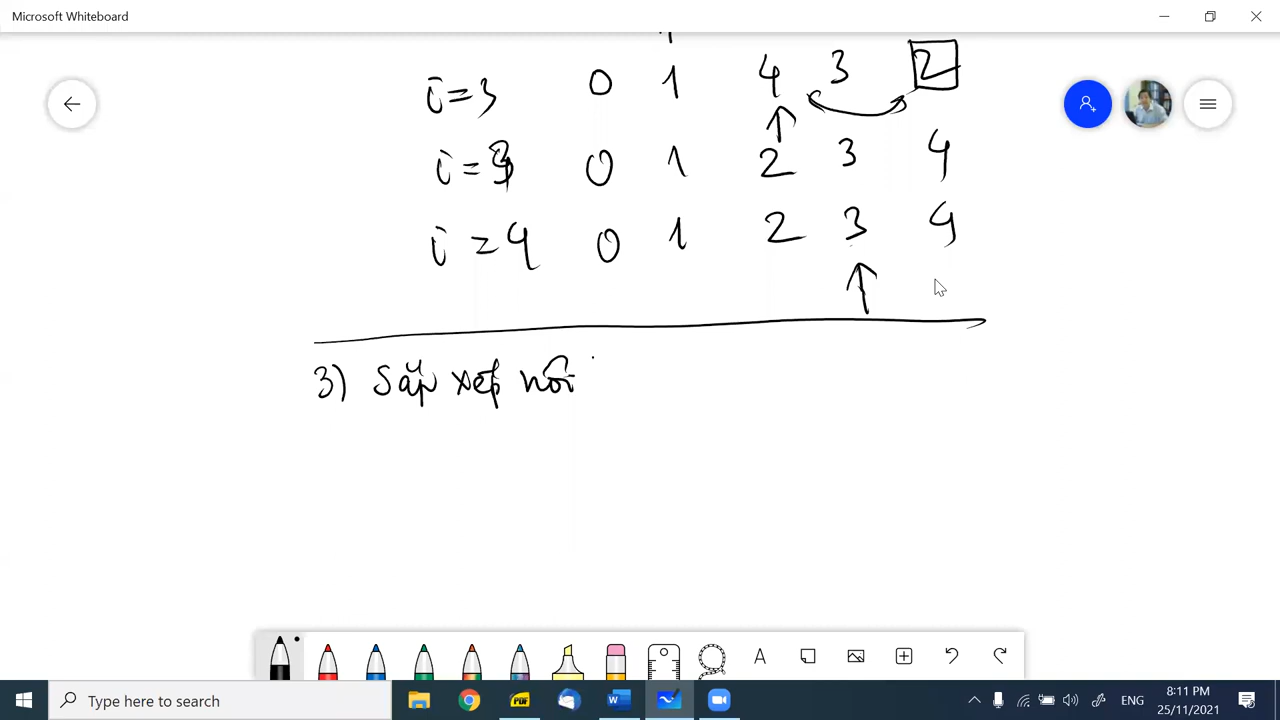 Microsoft Whiteboard
i=3 0 1 4 3 2
i= 0 1 2 3 4
i=4 0 1 2 3 4
3) Sắp xếp nổi
A
Type here to search
PDF
W
ENG
8:11 PM
25/11/2021